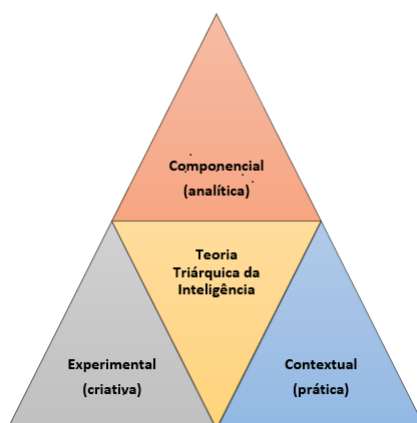 Componencial
(analítica)
Teoria
Triárquica da
Inteligência
Experimental
(criativa)
Contextual
(prática)